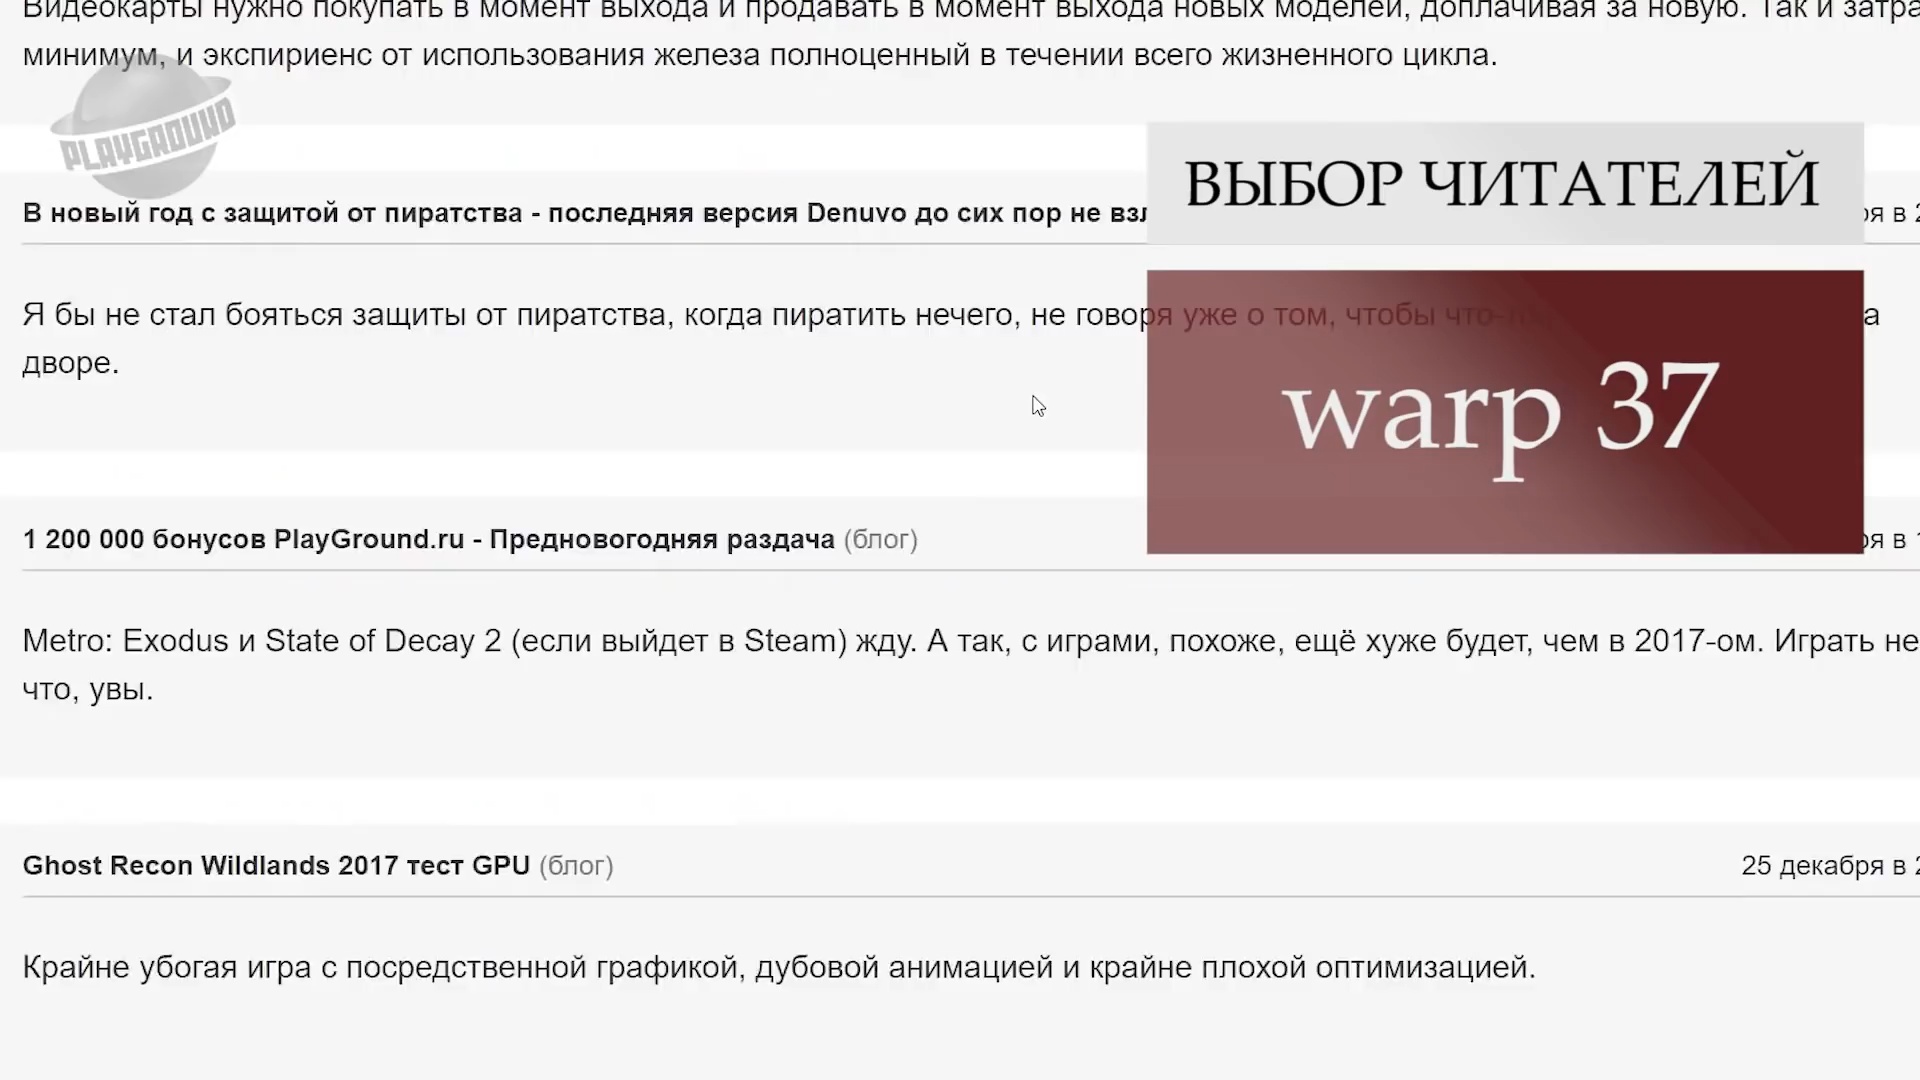 Видеокарты нужно покупать в момент выхода и продавать в момент выхода новых моделей, доплачивая за новую. Так и
минимум, и экспириенс от использования железа полноценный в течении всего жизненного цикла.
PLAYGROUND
ВЫБОР ЧИТАТЕЛЕЙ
В новый год с защитой от пиратства - последняя версия Denuvo до сих пор не
Я бы не стал бояться защиты от пиратства, когда пиратить нечего, не говоря уже о том, чтобы
дворе.
warp 37
1 200 000 бонусов PlayGround.ru - Предновогодняя раздача (блог)
Metro: Exodus и State of Decay 2 (если выйдет в Steam) жду. А так, с играми, похоже, ещё хуже будет, чем в 2017-ом. Играть не
что, увы.
Ghost Recon Wildlands 2017 тест GPU (блог)
25 декабря в
Крайне убогая игра с посредственной графикой, дубовой анимацией и крайне плохой оптимизацией.